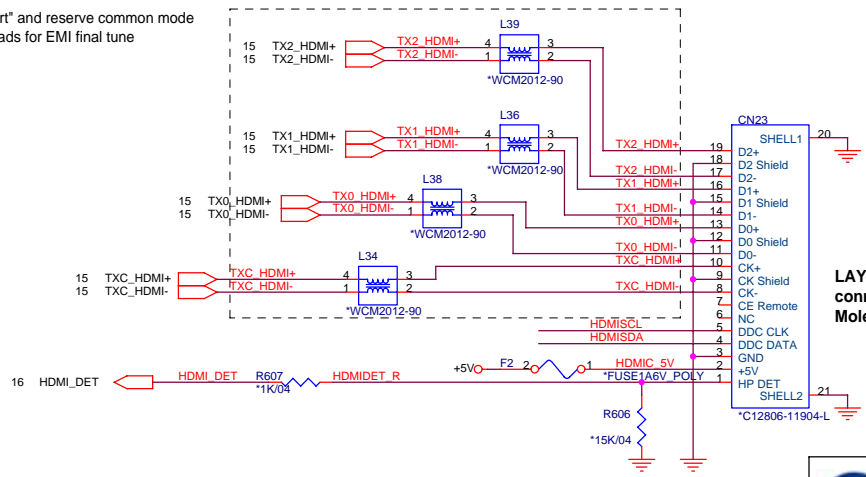 rt" and reserve common mode
ads for EMI final tune
L39
15 TX2_HDMI+ TX2_HDMI+ 4 3
15 TX2_HDMI- TX2_HDMI- 1 2
*WCM2012-90
L36
15 TX1_HDMI+ TX1_HDMI+ 4 3
15 TX1_HDMI- TX1_HDMI- 1 2
*WCM2012-90
L38
15 TX0_HDMI+ TX0_HDMI+ 4 3
15 TX0_HDMI- TX0_HDMI- 1 2
*WCM2012-90
L34
15 TXC_HDMI+ TXC_HDMI+ 4 3
15 TXC_HDMI- TXC_HDMI- 1 2
*WCM2012-90
CN23
SHELL1 20
TX2_HDMI+ 19 D2+
18 D2 Shield
TX2_HDMI- 17 D2-
TX1_HDMI+ 16 D1+
15 D1 Shield
TX1_HDMI- 14 D1-
TX0_HDMI+ 13 D0+
12 D0 Shield
TX0_HDMI- 11 D0-
TXC_HDMI+ 10 CK+
9 CK Shield
TXC_HDMI- 8 CK-
7 CE Remote
6 NC
HDMISCL 5 DDC CLK
HDMISDA 4 DDC DATA
3 GND
+5V F2 2 1 HDMIC_5V 2 +5V
*FUSE1A6V_POLY
1 HP DET
SHELL2 21
*C12806-11904-L
16 HDMI_DET HDMI_DET R607 HDMIDET_R
*1K/04
R606
*15K/04
LAY
conn
Mole